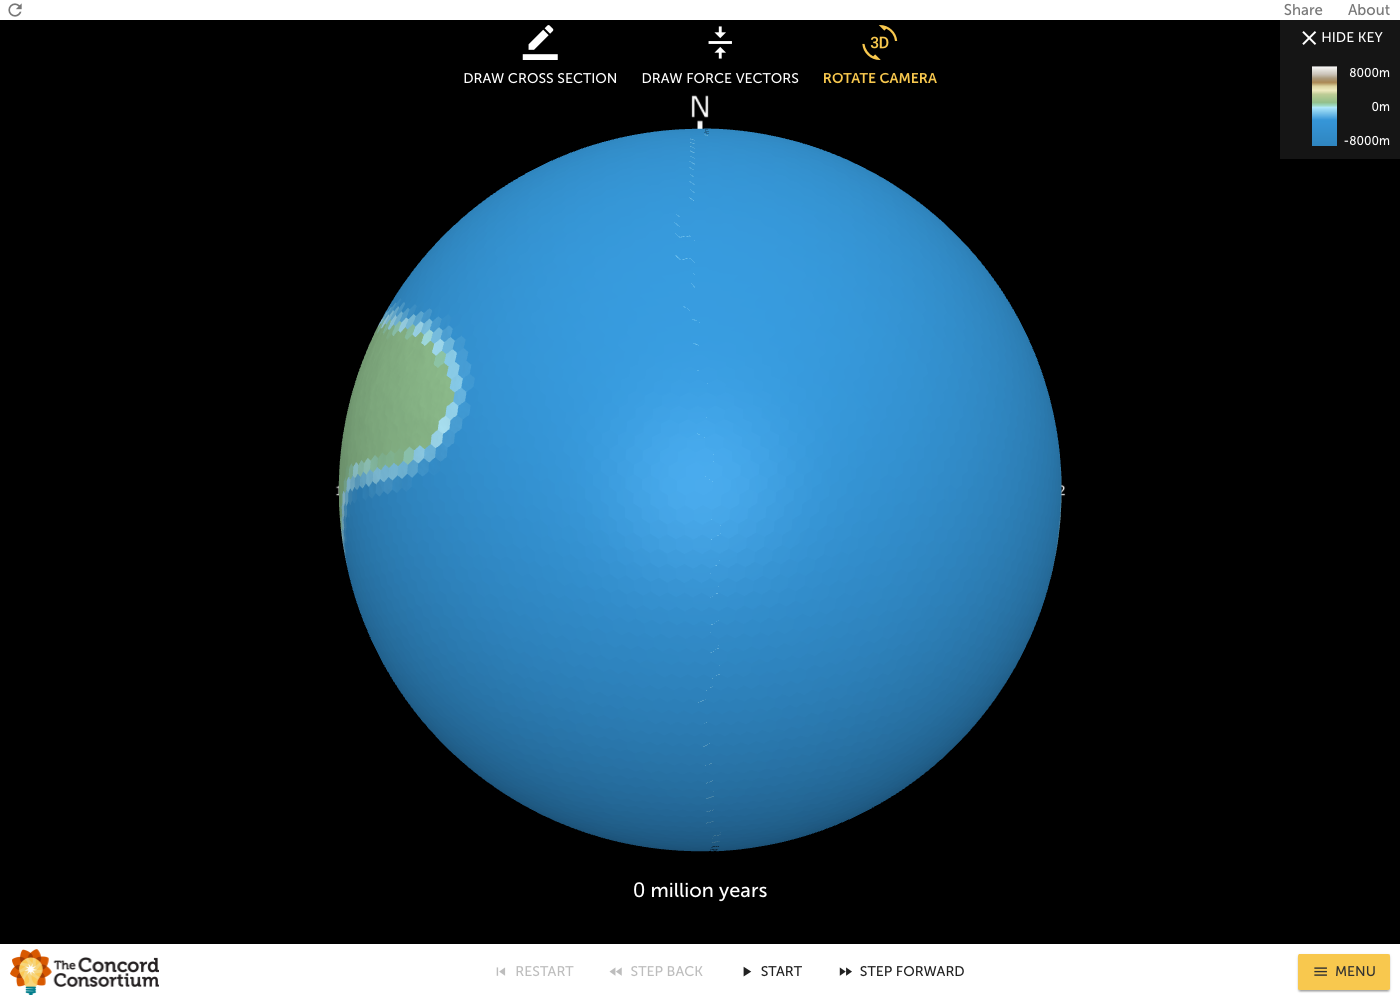 Share About
DRAW CROSS SECTION DRAW FORCE VECTORS 3D ROTATE CAMERA
HIDE KEY
8000m
0m
-8000m
N
1 2
0 million years
The Concord
Consortium
RESTART STEP BACK START STEP FORWARD MENU